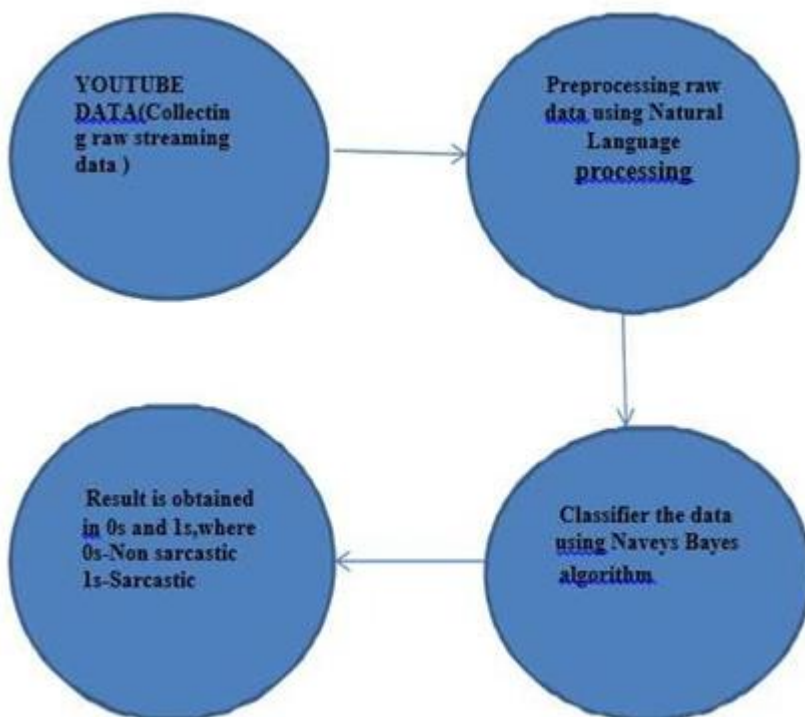 YOUTUBE
DATA(Collectin
g raw streaming
data )
Preprocessing raw
data using Natural
Language
processing
Classifier the data
using Naveys Bayes
algorithm
Result is obtained
in 0s and 1s,where
0s-Non sarcastic
1s-Sarcastic